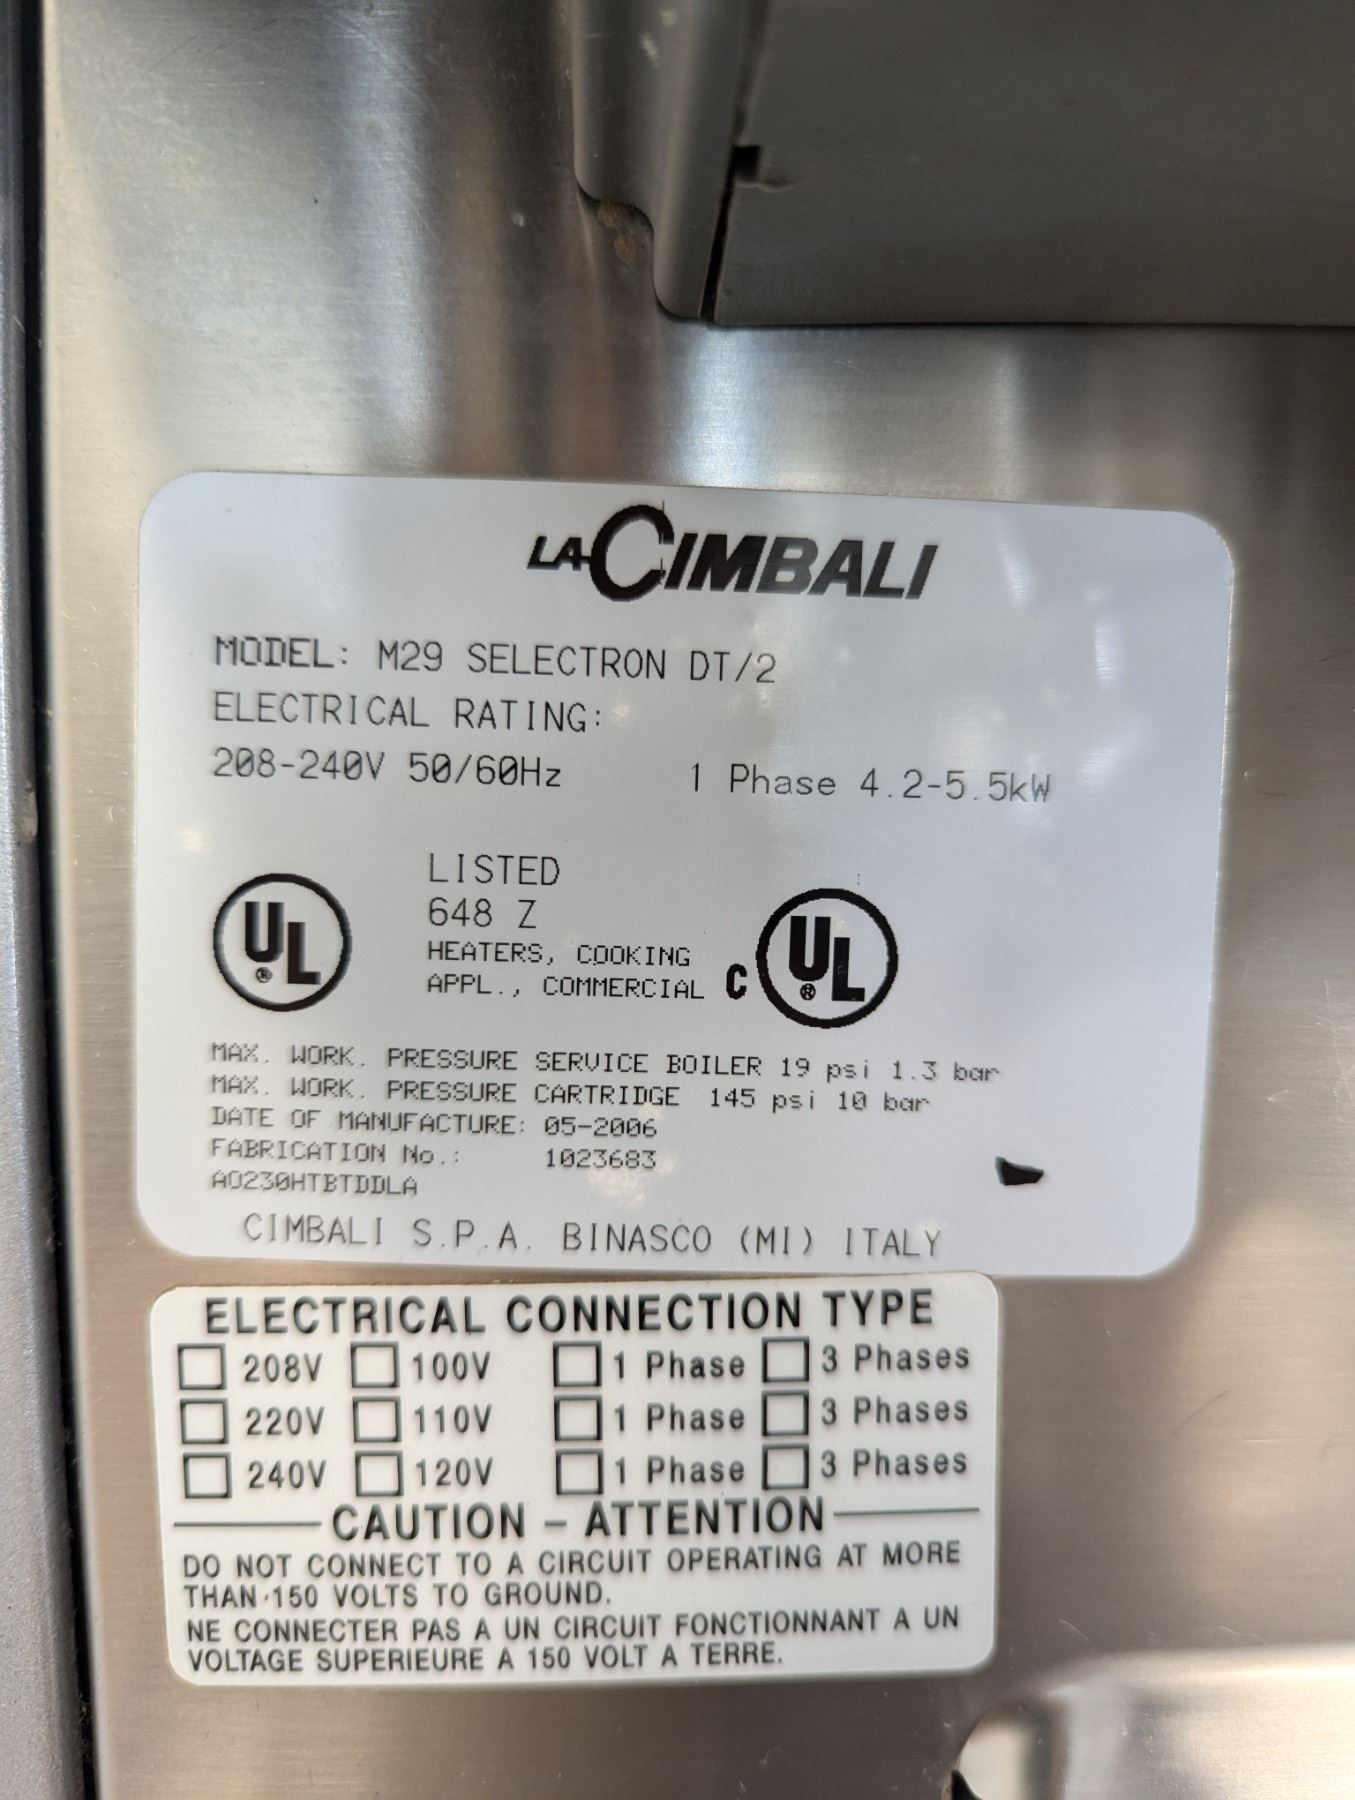 LA CIMBALI
MODEL: M29 SELECTRON DT/2
ELECTRICAL RATING:
208-240V 50/60Hz 1 Phase 4.2-5.5kW
UL®
LISTED
648 Z
HEATERS, COOKING
APPL., COMMERCIAL
C UL®
MAX. WORK. PRESSURE SERVICE BOILER 19 psi 1.3 bar
MAX. WORK. PRESSURE CARTRIDGE 145 psi 10 bar
DATE OF MANUFACTURE: 05-2006
FABRICATION No.: 1023683
AO230HTBTDDLA
CIMBALI S.P.A. BINASCO (MI) ITALY
ELECTRICAL CONNECTION TYPE
208V 100V 1 Phase 3 Phases
220V 110V 1 Phase 3 Phases
240V 120V 1 Phase 3 Phases
CAUTION - ATTENTION
DO NOT CONNECT TO A CIRCUIT OPERATING AT MORE
THAN 150 VOLTS TO GROUND.
NE CONNECTER PAS A UN CIRCUIT FONCTIONNANT A UN
VOLTAGE SUPERIEURE A 150 VOLT A TERRE.